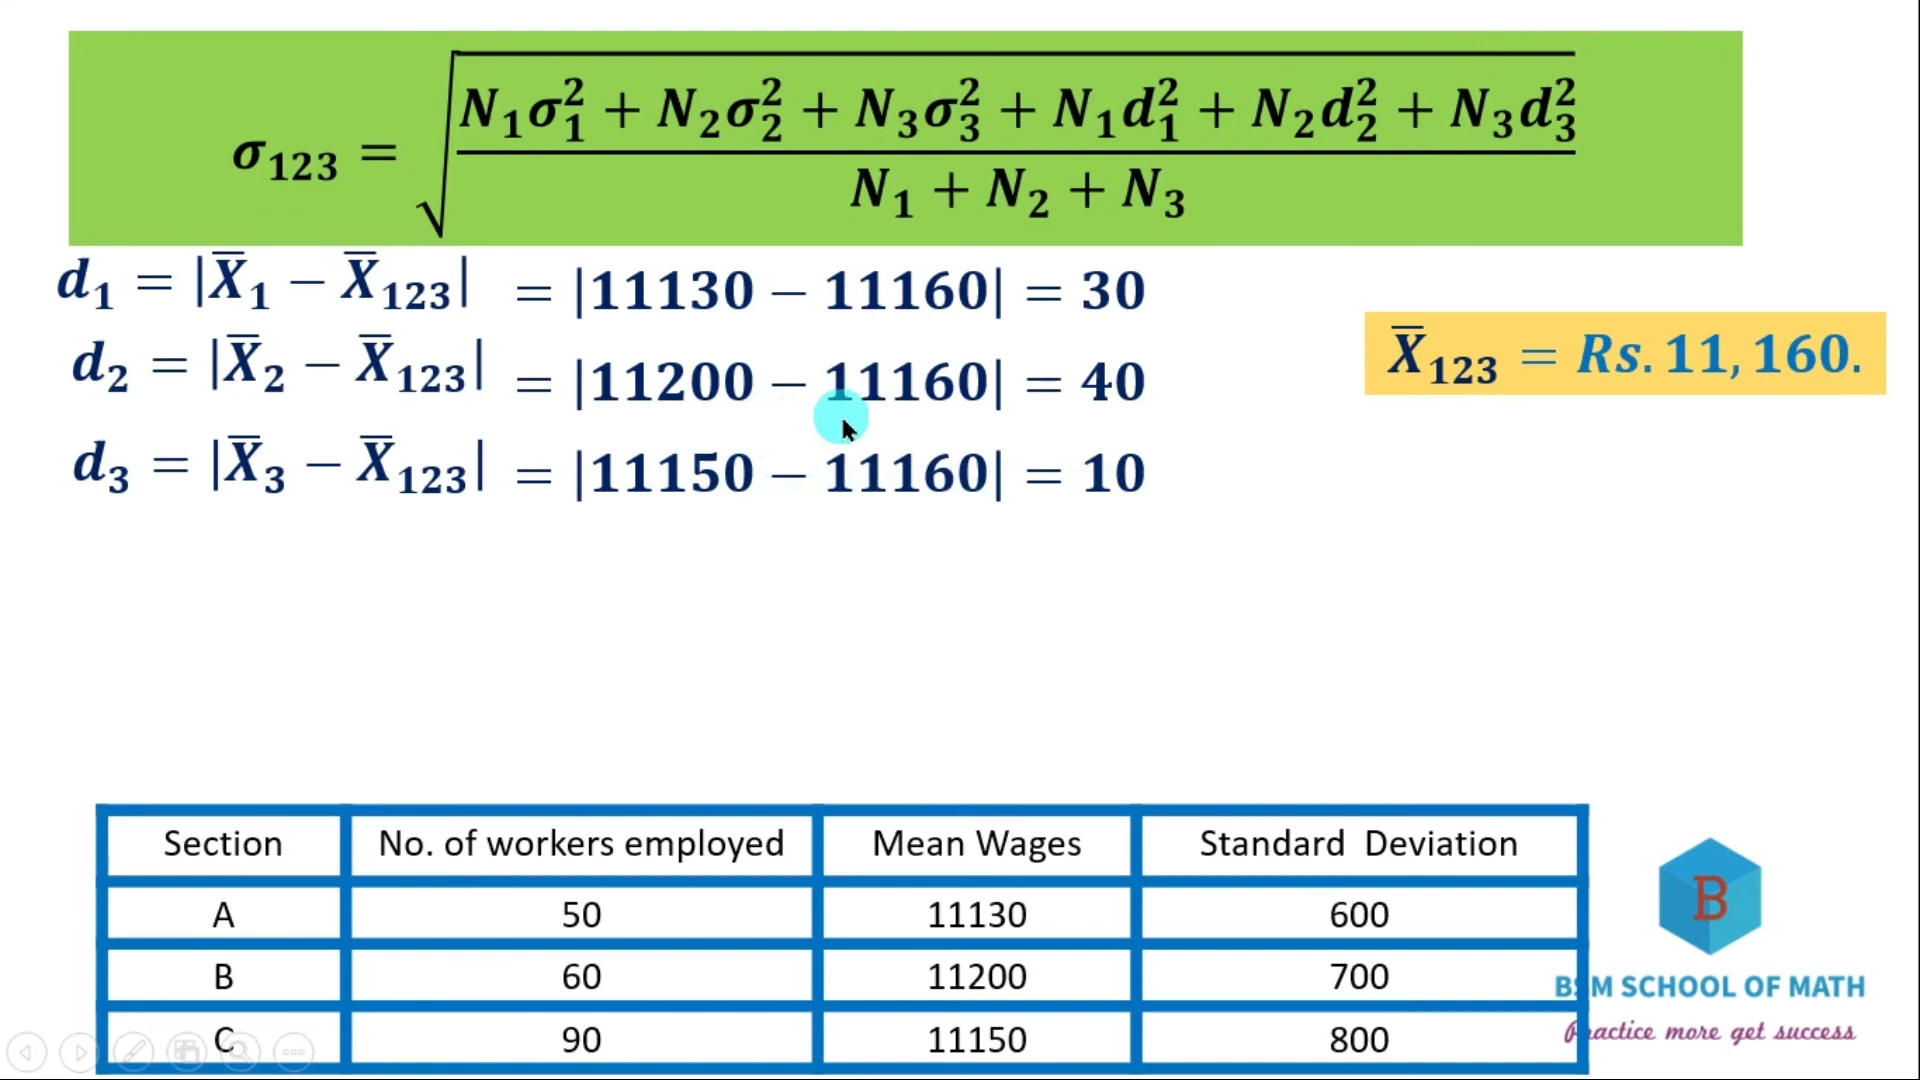 σ₁₂₃ = √((N₁σ₁² + N₂σ₂² + N₃σ₃² + N₁d₁² + N₂d₂² + N₃d₃²) / (N₁ + N₂ + N₃))
d₁ = |X̅₁ − X̅₁₂₃| = |11130 − 11160| = 30
d₂ = |X̅₂ − X̅₁₂₃| = |11200 − 11160| = 40
X̅₁₂₃ = Rs. 11, 160.
d₃ = |X̅₃ − X̅₁₂₃| = |11150 − 11160| = 10
Section No. of workers employed Mean Wages Standard Deviation
A 50 11130 600
B 60 11200 700
C 90 11150 800
B
BSM SCHOOL OF MATH
Practice more get success